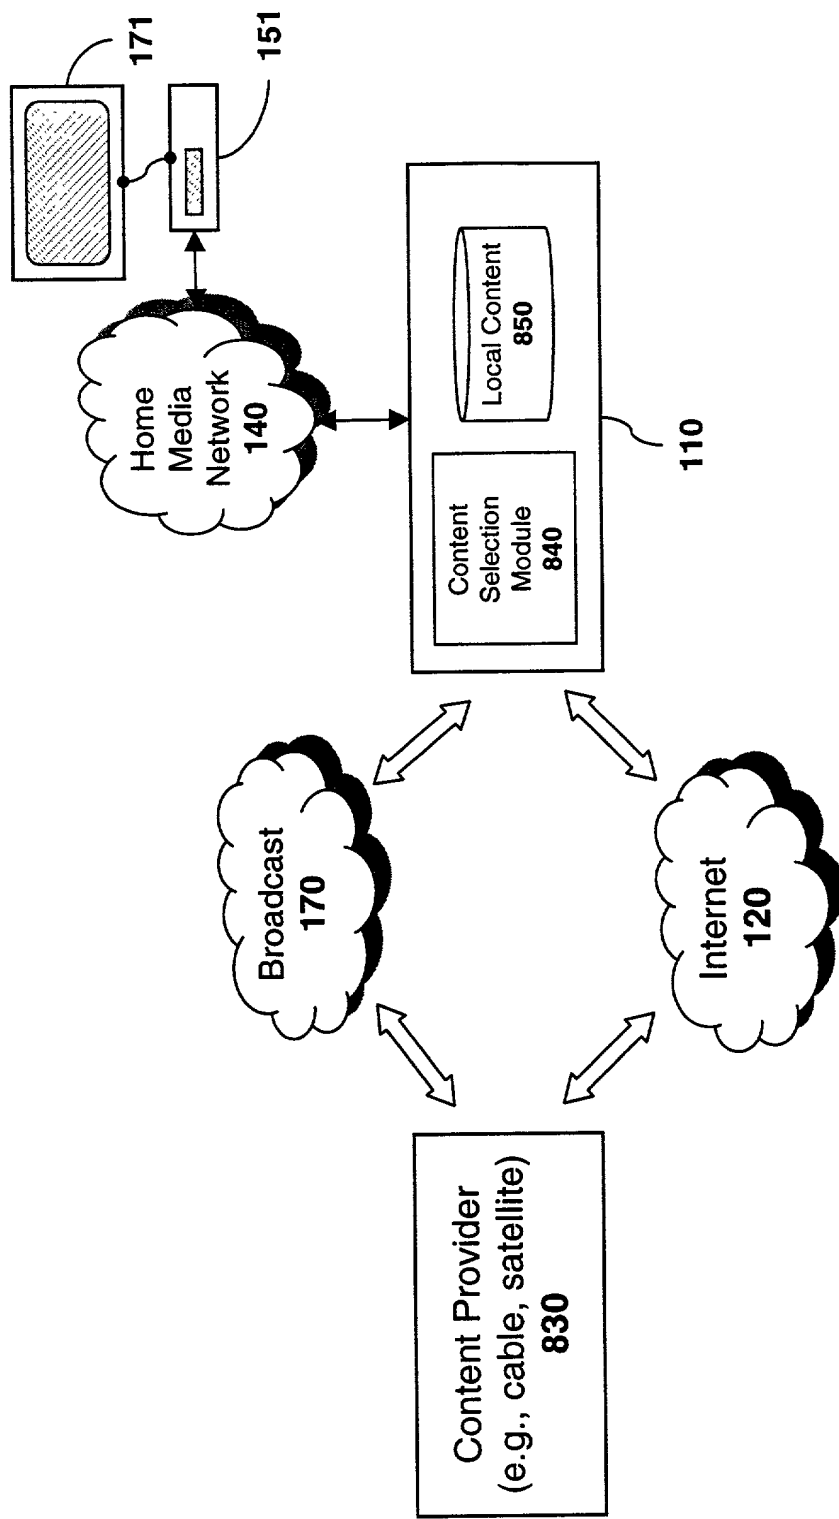 Content Provider
(e.g., cable, satellite)
830
Broadcast
170
Internet
120
Content
Selection
Module
840
Local Content
850
110
Home
Media
Network
140
171
151